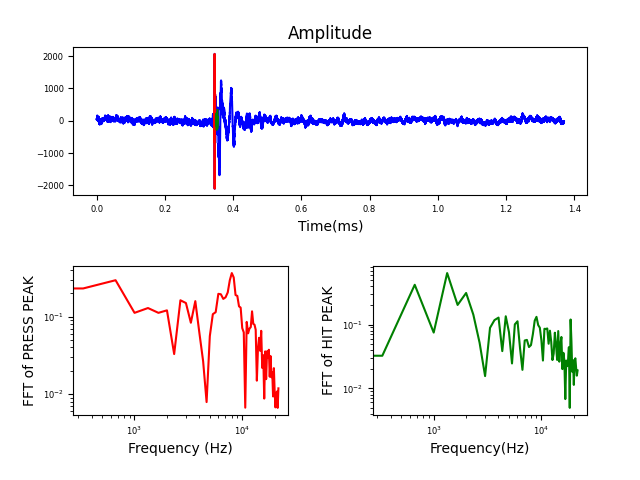 Amplitude
2000
1000
0
−1000
−2000
0.0 0.2 0.4 0.6 0.8 1.0 1.2 1.4
Time(ms)
FFT of PRESS PEAK
10⁻¹
10⁻²
10³ 10⁴
Frequency (Hz)
FFT of HIT PEAK
10⁻¹
10⁻²
10³ 10⁴
Frequency(Hz)